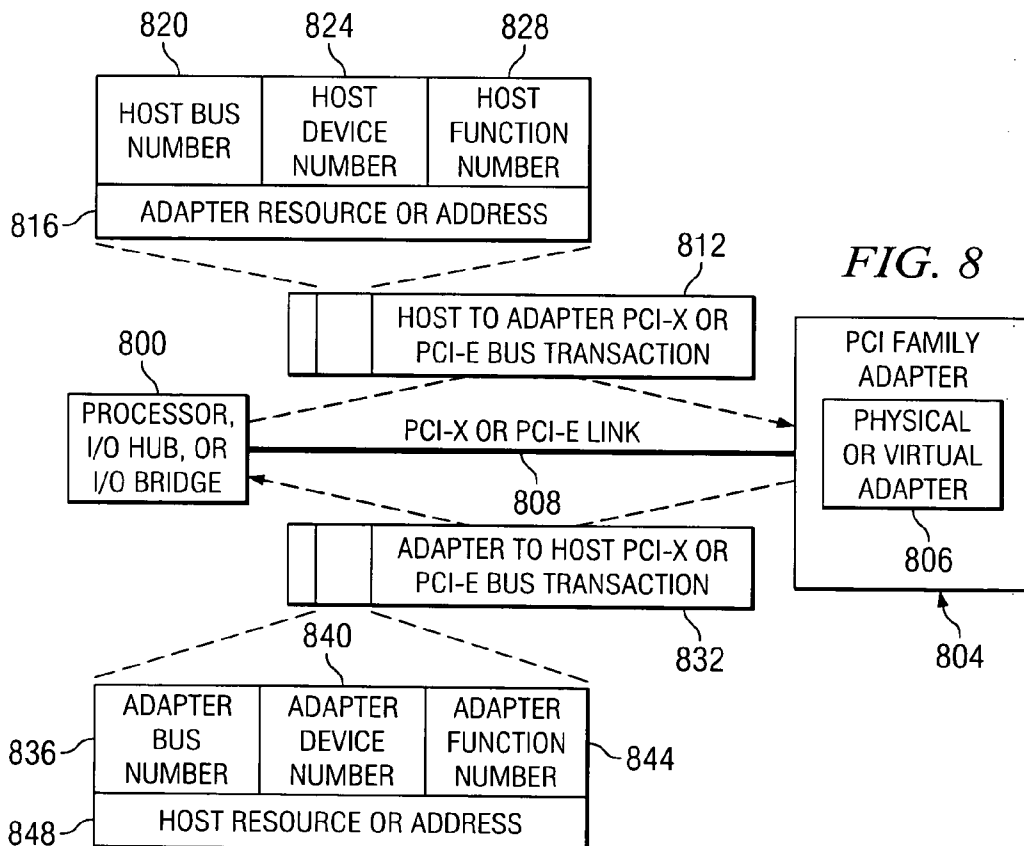 820
824
828
HOST BUS
NUMBER
HOST
DEVICE
NUMBER
HOST
FUNCTION
NUMBER
816
ADAPTER RESOURCE OR ADDRESS
812
FIG. 8
HOST TO ADAPTER PCI-X OR
PCI-E BUS TRANSACTION
800
PROCESSOR,
I/O HUB, OR
I/O BRIDGE
PCI-X OR PCI-E LINK
808
PCI FAMILY
ADAPTER
PHYSICAL
OR VIRTUAL
ADAPTER
806
804
ADAPTER TO HOST PCI-X OR
PCI-E BUS TRANSACTION
832
840
836
ADAPTER
BUS
NUMBER
ADAPTER
DEVICE
NUMBER
ADAPTER
FUNCTION
NUMBER
844
848
HOST RESOURCE OR ADDRESS